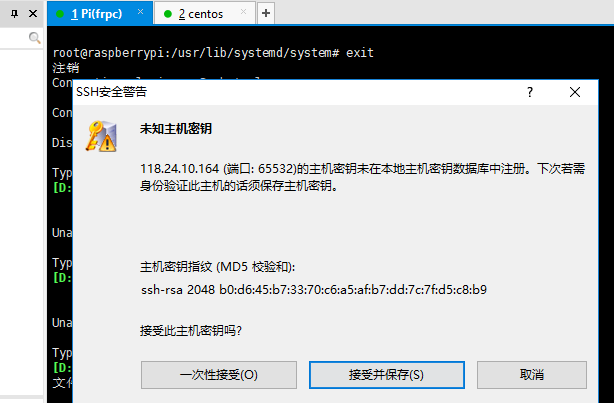 1 Pi(frpc)
2 centos
root@raspberrypi:/usr/lib/systemd/system# exit
注销
Con
SSH安全警告
Con
未知主机密钥
Dis
118.24.10.164 (端口: 65532)的主机密钥未在本地主机密钥数据库中注册。下次若需
身份验证此主机的话须保存主机密钥。
Typ
[D:
Una
Typ
主机密钥指纹 (MD5 校验和):
[D:
ssh-rsa 2048 b0:d6:45:b7:33:70:c6:a5:af:b7:dd:7c:7f:d5:c8:b9
Una
接受此主机密钥吗?
Typ
[D:
一次性接受(O)
接受并保存(S)
取消
文件